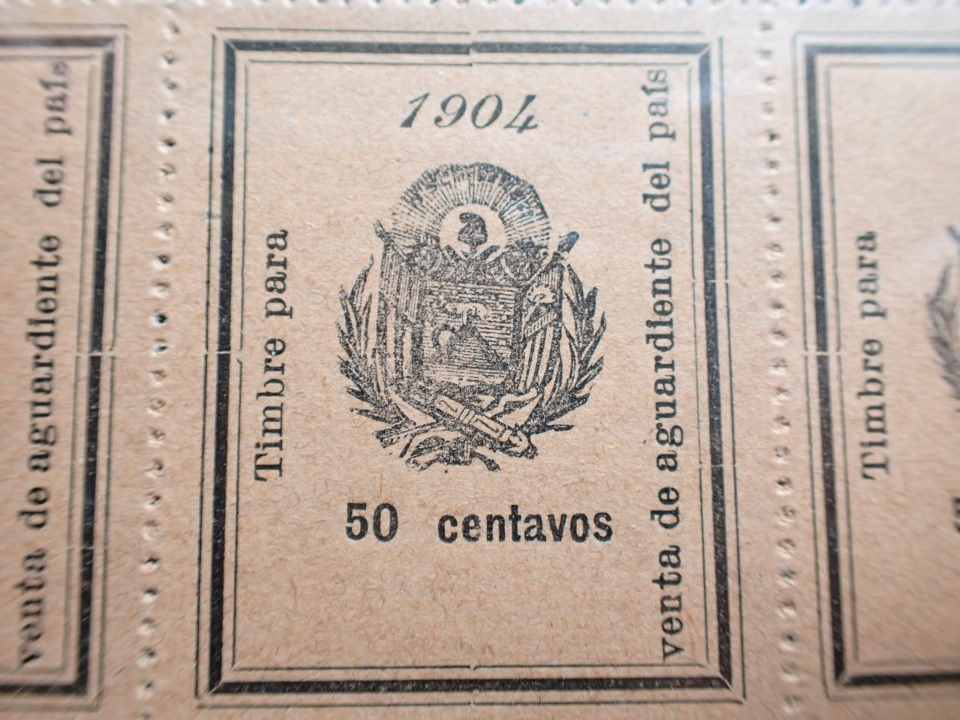 venta de aguardiente del país
1904
Timbre para
venta de aguardiente del país
50 centavos
Timbre para